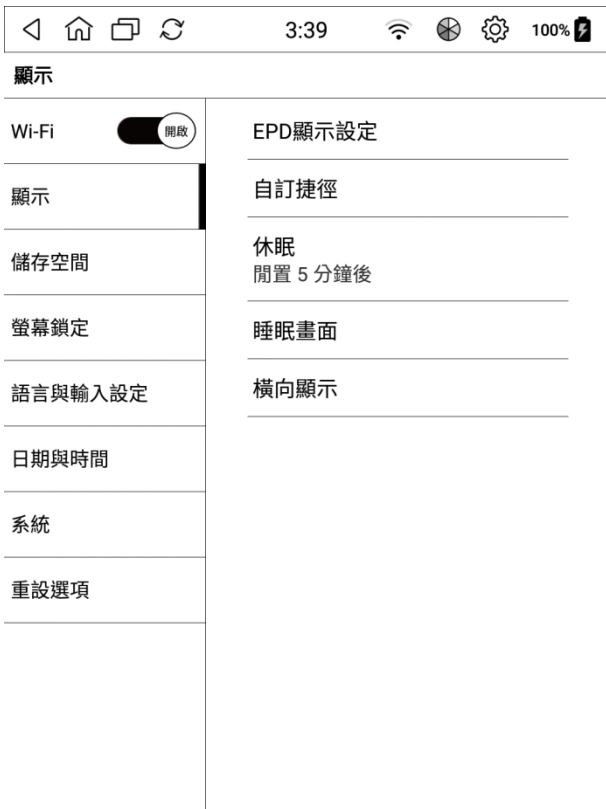 3:39
100%
顯示
Wi-Fi
開啟
顯示
儲存空間
螢幕鎖定
語言與輸入設定
日期與時間
系統
重設選項
EPD顯示設定
自訂捷徑
休眠
閒置 5 分鐘後
睡眠畫面
橫向顯示